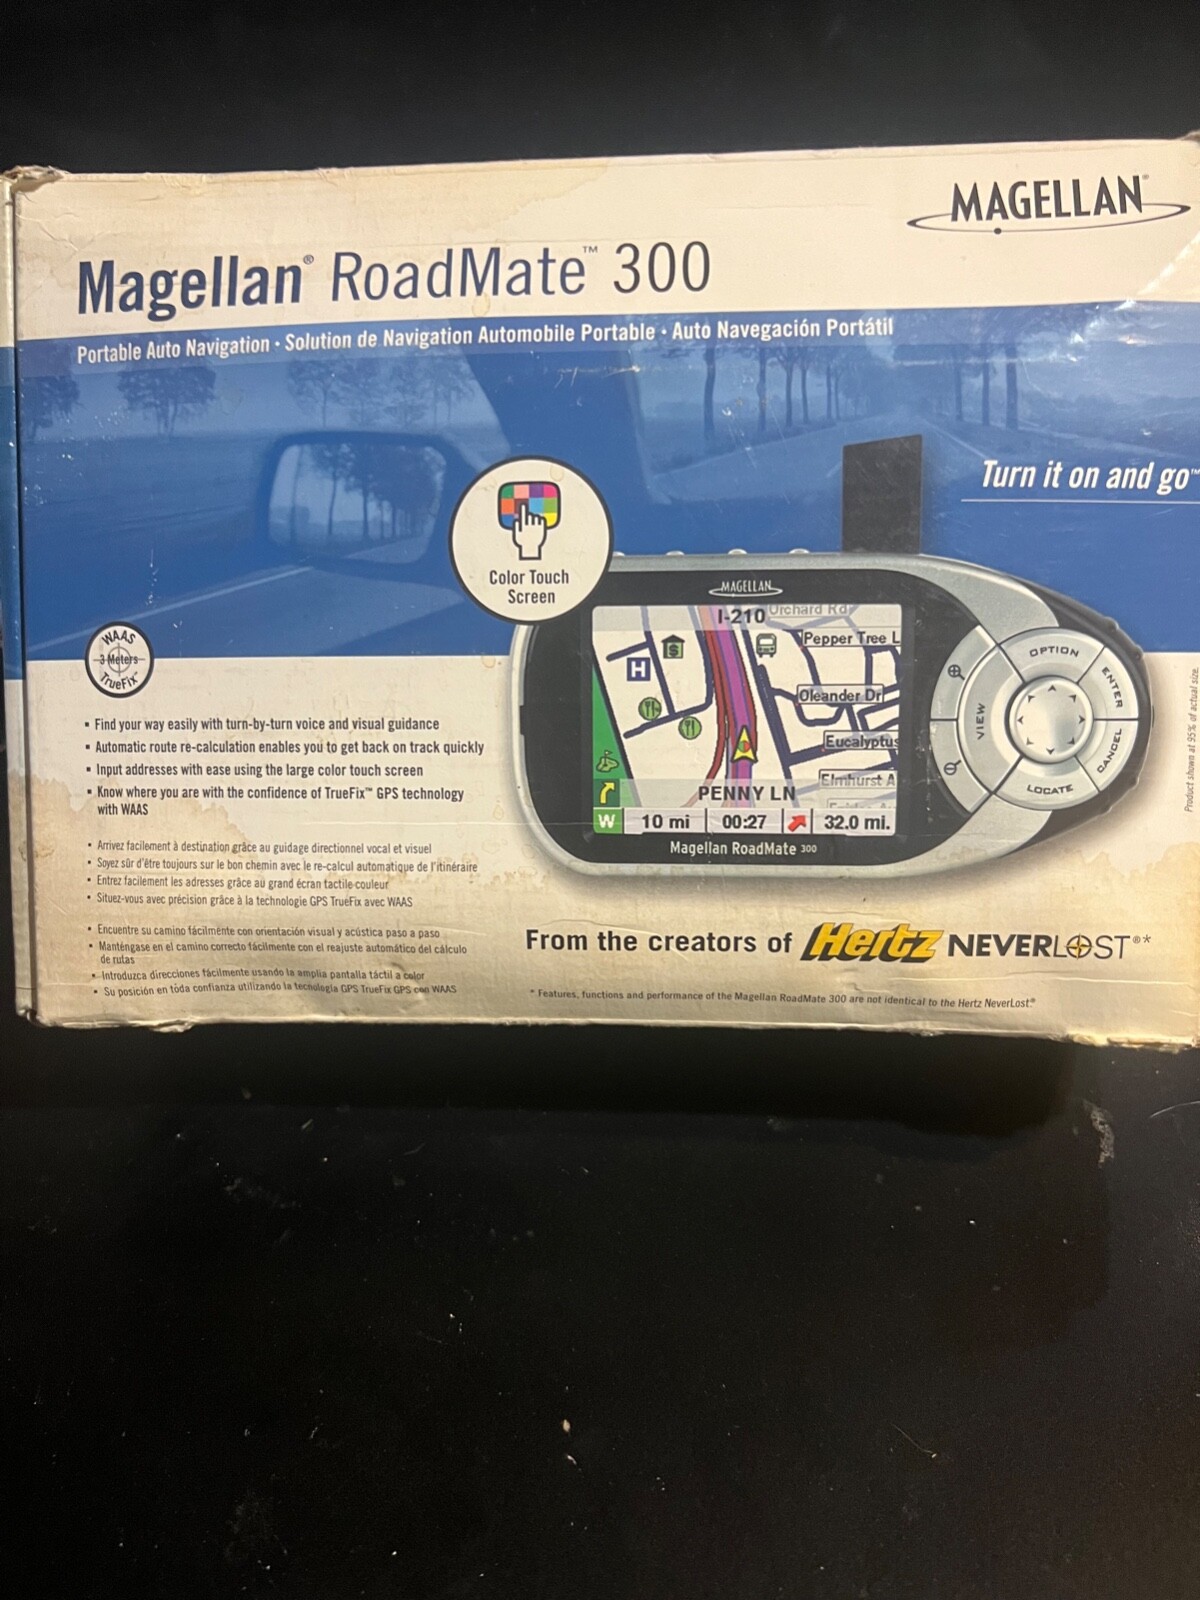 MAGELLAN®
Magellan® RoadMate™ 300
Portable Auto Navigation • Solution de Navigation Automobile Portable • Auto Navegación Portátil
Turn it on and go™
Color Touch
Screen
WAAS
3 Meters
TrueFix™
▪ Find your way easily with turn-by-turn voice and visual guidance
▪ Automatic route re-calculation enables you to get back on track quickly
▪ Input addresses with ease using the large color touch screen
▪ Know where you are with the confidence of TrueFix™ GPS technology
with WAAS
• Arrivez facilement à destination grâce au guidage directionnel vocal et visuel
• Soyez sûr d'être toujours sur le bon chemin avec le re-calcul automatique de l'itinéraire
• Entrez facilement les adresses grâce au grand écran tactile couleur
• Situez-vous avec précision grâce à la technologie GPS TrueFix avec WAAS
• Encuentre su camino fácilmente con orientación visual y acústica paso a paso
• Manténgase en el camino correcto fácilmente con el reajuste automático del cálculo
de rutas
• Introduzca direcciones fácilmente usando la amplia pantalla táctil a color
• Su posición en toda confianza utilizando la tecnología GPS TrueFix GPS con WAAS
MAGELLAN
I-210
Orchard Rd
Pepper Tree L
H
$
Oleander Dr
Eucalyptus
Elmhurst A
PENNY LN
W 10 mi 00:27 32.0 mi.
Magellan RoadMate 300
OPTION
ENTER
VIEW
CANCEL
LOCATE
Product shown at 95% of actual size.
From the creators of Hertz NEVERLOST®*
* Features, functions and performance of the Magellan RoadMate 300 are not identical to the Hertz NeverLost.®